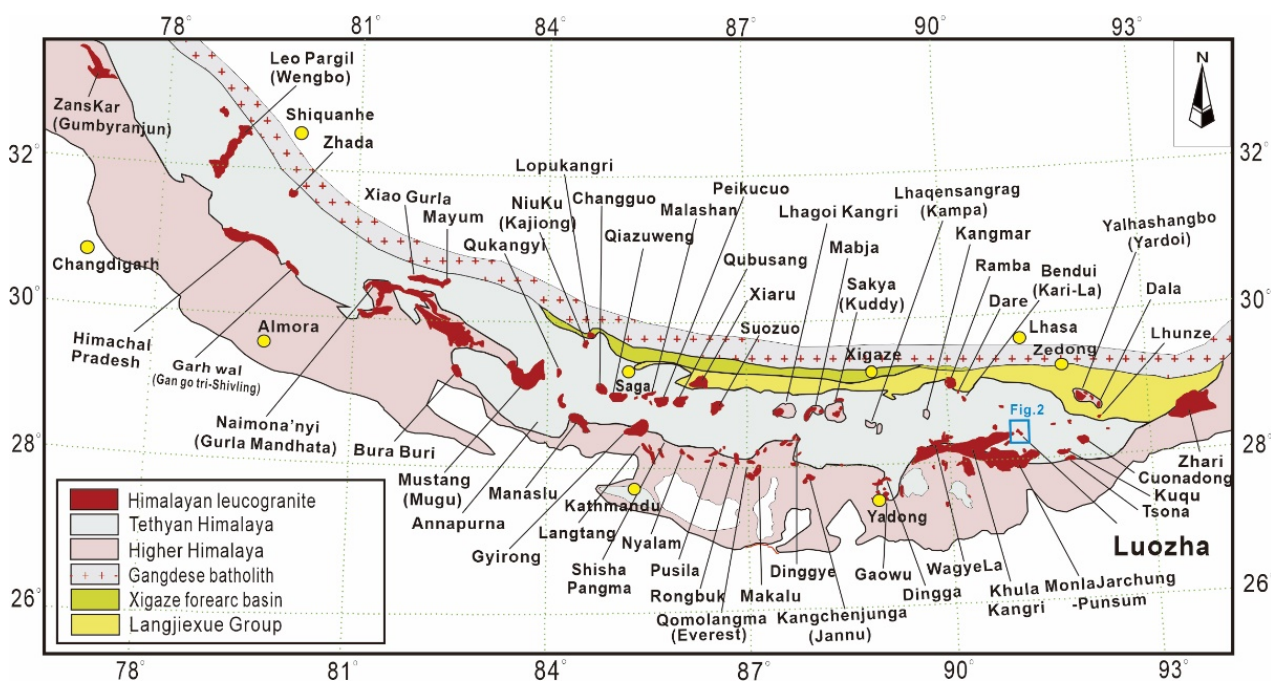 78° 81° 84° 87° 90° 93°
ZansKar
(Gumbyranjun)
Leo Pargil
(Wengbo)
Shiquanhe
Zhada
N
32°
32°
Xiao Gurla
Mayum
Qukangyi
NiuKu
(Kajiong)
Lopukangri
Changguo
Qiazuweng
Malashan
Peikucuo
Qubusang
Xiaru
Suozuo
Lhagoi Kangri
Mabja
Sakya
(Kuddy)
Lhaqensangrag
(Kampa)
Kangmar
Ramba
Dare
Bendui
(Kari-La)
Yalhashangbo
(Yardoi)
Dala
Lhunze
Changdigarh
30°
30°
Almora
Himachal
Pradesh
Garh wal
(Gan go tri-Shivling)
Naimona'nyi
(Gurla Mandhata)
Saga
Xigaze
Lhasa
Zedong
Fig.2
28°
28°
Bura Buri
Mustang
(Mugu)
Annapurna
Manaslu
Gyirong
Kathmandu
Langtang
Shisha
Pangma
Nyalam
Pusila
Rongbuk
Qomolangma
(Everest)
Makalu
Dinggye
Kangchenjunga
(Jannu)
Yadong
Gaowu
Dingga
WagyeLa
Khula
Kangri
MonlaJarchung
-Punsum
Luozha
Tsona
Kuqu
Cuonadong
Zhari
26°
26°
Himalayan leucogranite
Tethyan Himalaya
Higher Himalaya
Gangdese batholith
Xigaze forearc basin
Langjiexue Group
78° 81° 84° 87° 90° 93°